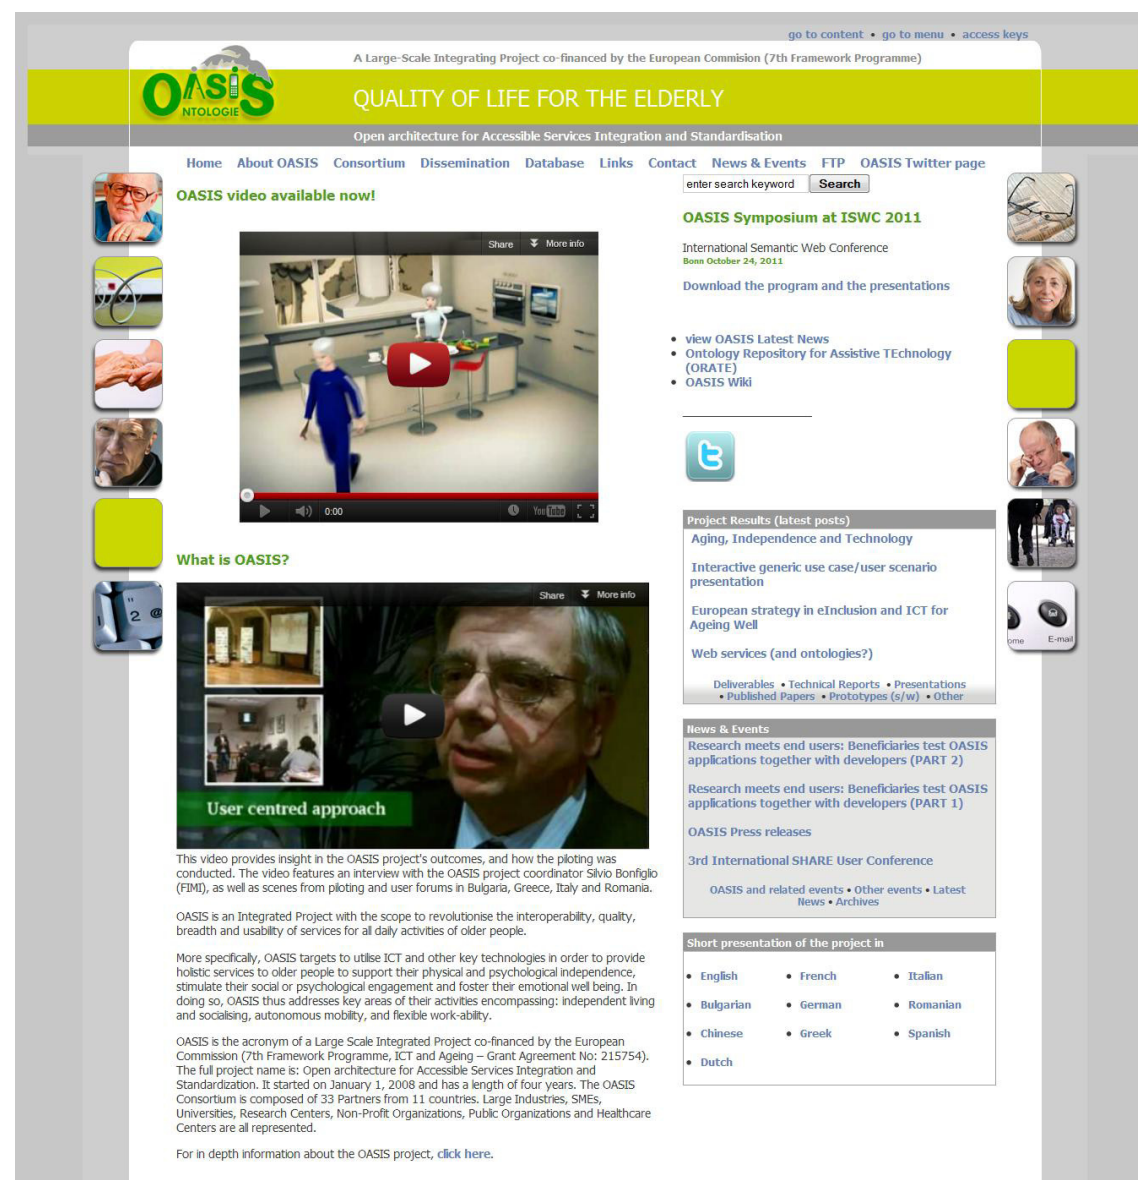 go to content • go to menu • access keys
A Large-Scale Integrating Project co-financed by the European Commision (7th Framework Programme)
OASIS
NTOLOGIE
QUALITY OF LIFE FOR THE ELDERLY
Open architecture for Accessible Services Integration and Standardisation
Home About OASIS Consortium Dissemination Database Links Contact News & Events FTP OASIS Twitter page
OASIS video available now!
Share More info
0:00
YouTube
What is OASIS?
Share More info
User centred approach
This video provides insight in the OASIS project's outcomes, and how the piloting was
conducted. The video features an interview with the OASIS project coordinator Silvio Bonfiglio
(FIMI), as well as scenes from piloting and user forums in Bulgaria, Greece, Italy and Romania.
OASIS is an Integrated Project with the scope to revolutionise the interoperability, quality,
breadth and usability of services for all daily activities of older people.
More specifically, OASIS targets to utilise ICT and other key technologies in order to provide
holistic services to older people to support their physical and psychological independence,
stimulate their social or psychological engagement and foster their emotional well being. In
doing so, OASIS thus addresses key areas of their activities encompassing: independent living
and socialising, autonomous mobility, and flexible work-ability.
OASIS is the acronym of a Large Scale Integrated Project co-financed by the European
Commission (7th Framework Programme, ICT and Ageing – Grant Agreement No: 215754).
The full project name is: Open architecture for Accessible Services Integration and
Standardization. It started on January 1, 2008 and has a length of four years. The OASIS
Consortium is composed of 33 Partners from 11 countries. Large Industries, SMEs,
Universities, Research Centers, Non-Profit Organizations, Public Organizations and Healthcare
Centers are all represented.
For in depth information about the OASIS project, click here.
enter search keyword Search
OASIS Symposium at ISWC 2011
International Semantic Web Conference
Bonn October 24, 2011
Download the program and the presentations
• view OASIS Latest News
• Ontology Repository for Assistive TEchnology
(ORATE)
• OASIS Wiki
Project Results (latest posts)
Aging, Independence and Technology
Interactive generic use case/user scenario
presentation
European strategy in eInclusion and ICT for
Ageing Well
Web services (and ontologies?)
Deliverables • Technical Reports • Presentations
• Published Papers • Prototypes (s/w) • Other
News & Events
Research meets end users: Beneficiaries test OASIS
applications together with developers (PART 2)
Research meets end users: Beneficiaries test OASIS
applications together with developers (PART 1)
OASIS Press releases
3rd International SHARE User Conference
OASIS and related events • Other events • Latest
News • Archives
Short presentation of the project in
• English • French • Italian
• Bulgarian • German • Romanian
• Chinese • Greek • Spanish
• Dutch
" 2 @
ome E-mail